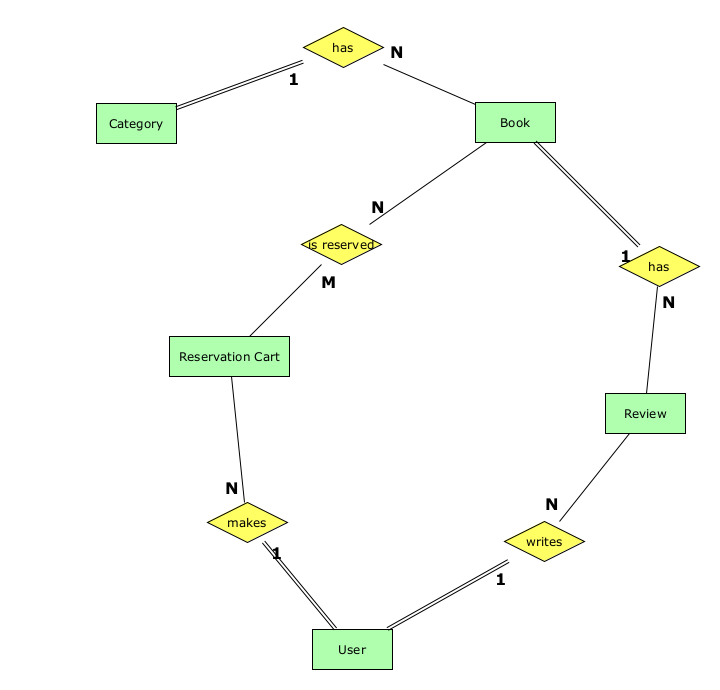 has
N
1
Category
Book
N
is reserved
1
has
M
N
Reservation Cart
Review
N
N
makes
writes
1
1
User